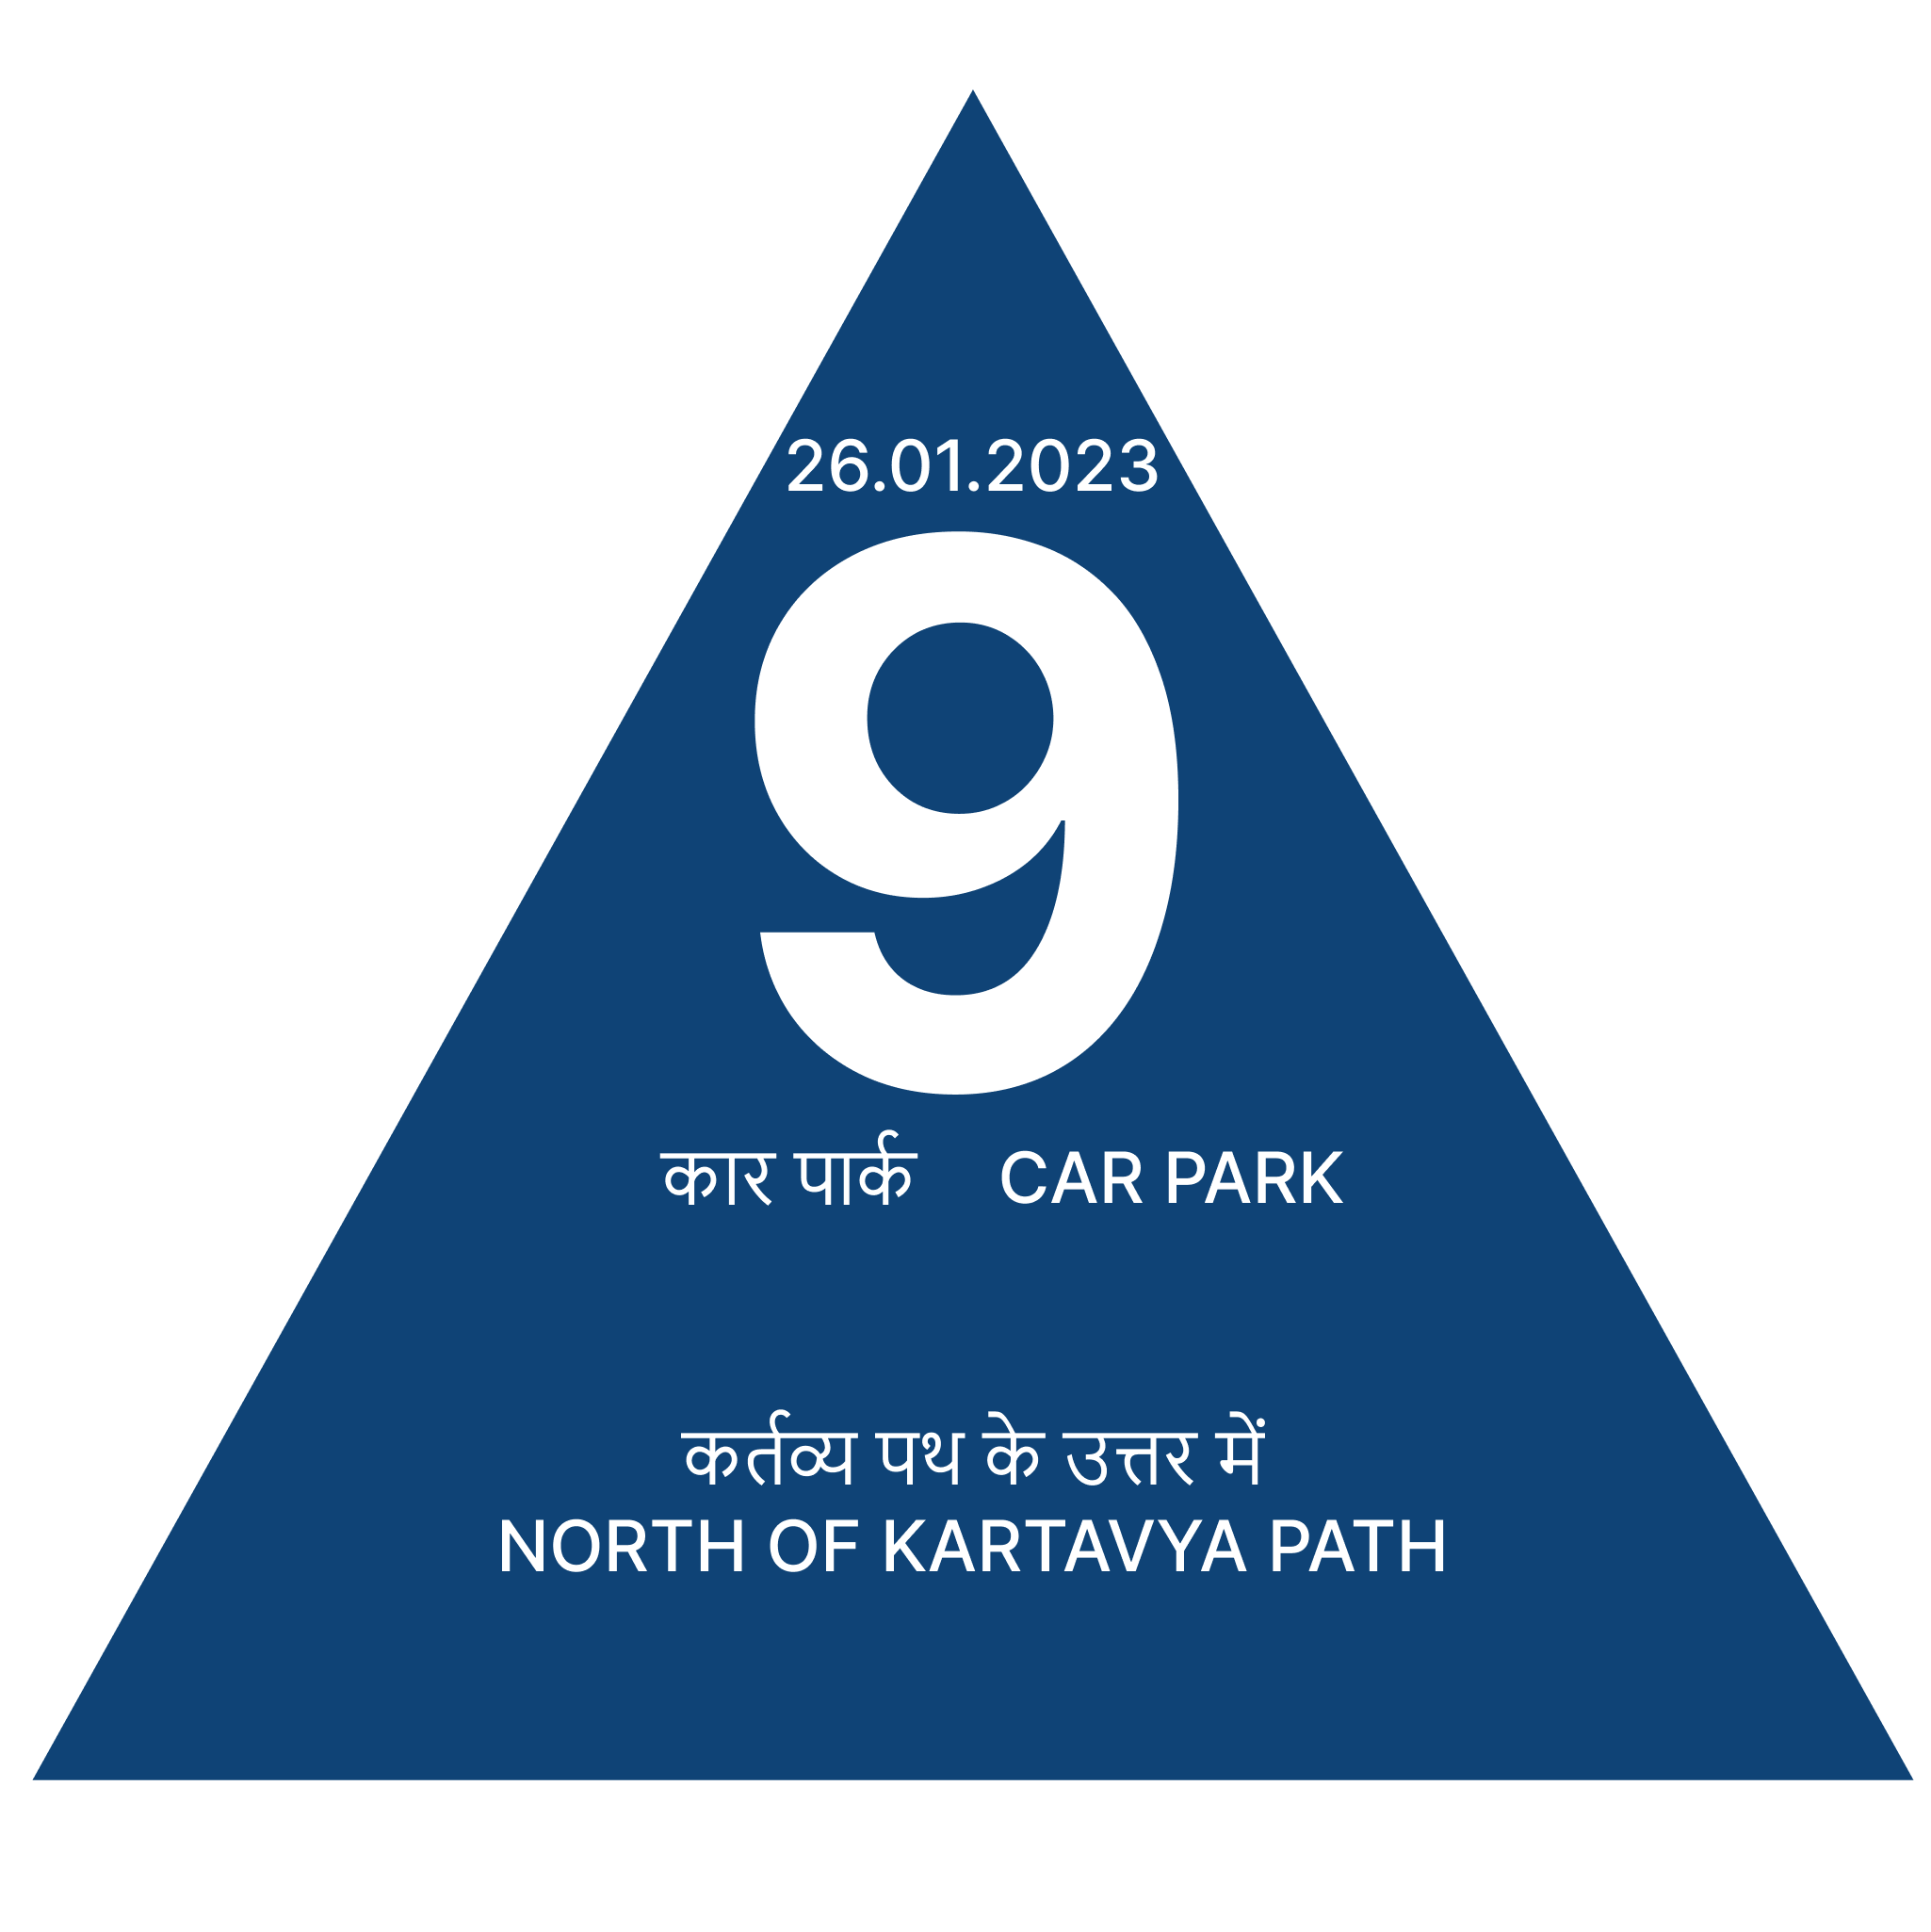 26.01.2023
9
कार पार्क CAR PARK
कर्तव्य पथ के उत्तर में
NORTH OF KARTAVYA PATH